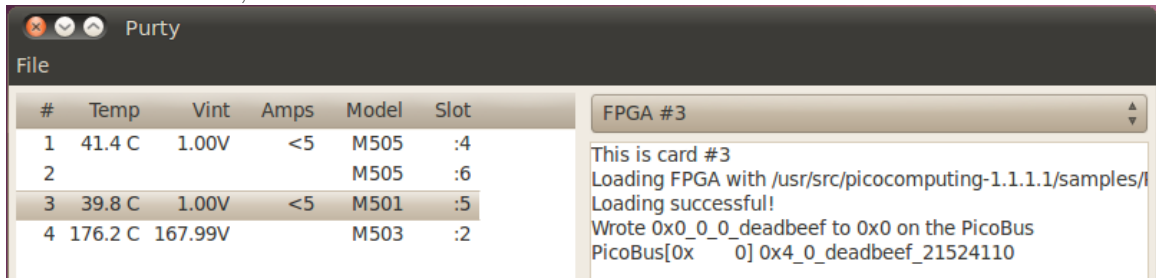 Purty
File
# Temp Vint Amps Model Slot
1 41.4 C 1.00V <5 M505 :4
2 M505 :6
3 39.8 C 1.00V <5 M501 :5
4 176.2 C 167.99V M503 :2
FPGA #3
This is card #3
Loading FPGA with /usr/src/picocomputing-1.1.1.1/samples/
Loading successful!
Wrote 0x0_0_0_deadbeef to 0x0 on the PicoBus
PicoBus[0x 0] 0x4_0_deadbeef_21524110